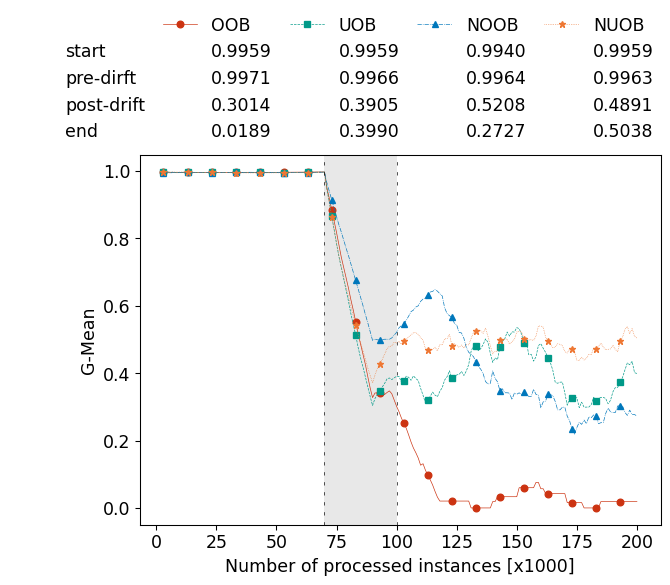 OOB UOB NOOB NUOB
start 0.9959 0.9959 0.9940 0.9959
pre-dirft 0.9971 0.9966 0.9964 0.9963
post-drift 0.3014 0.3905 0.5208 0.4891
end 0.0189 0.3990 0.2727 0.5038
1.0
0.8
0.6
0.4
0.2
0.0
G-Mean
0 25 50 75 100 125 150 175 200
Number of processed instances [x1000]